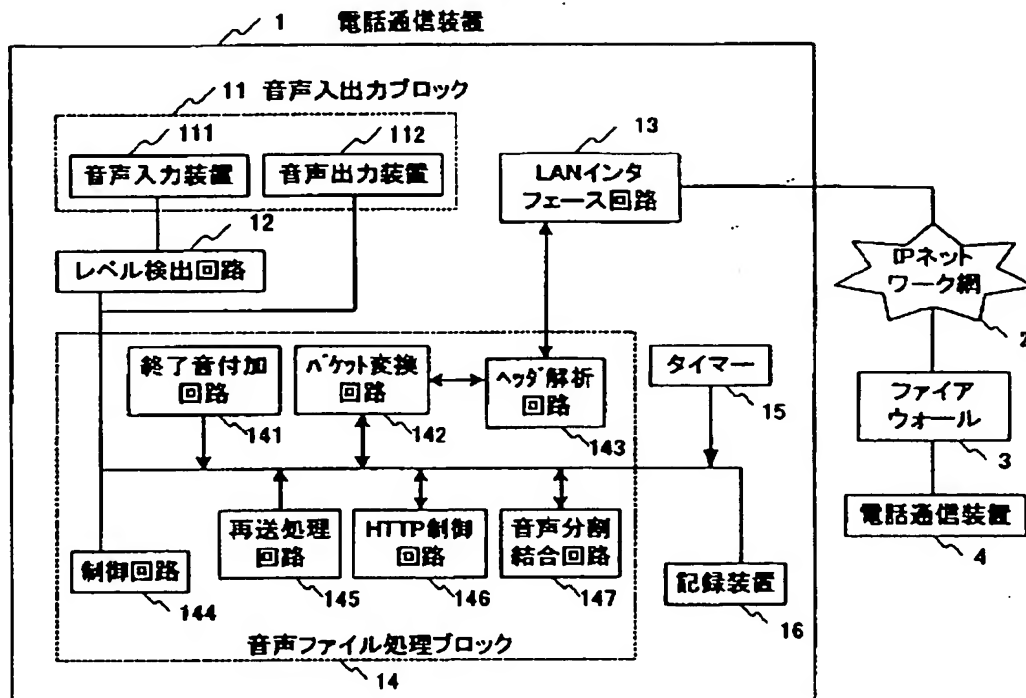 1 電話通信装置
11 音声入出力ブロック
111
112
音声入力装置
音声出力装置
12
レベル検出回路
13
LANインタ
フェース回路
IPネット
ワーク網
2
ファイア
ウォール
3
電話通信装置
4
終了音付加
回路
141
パケット変換
回路
142
ヘッダ解析
回路
143
タイマー
15
制御回路
144
再送処理
回路
145
HTTP制御
回路
146
音声分割
結合回路
147
記録装置
16
音声ファイル処理ブロック
14